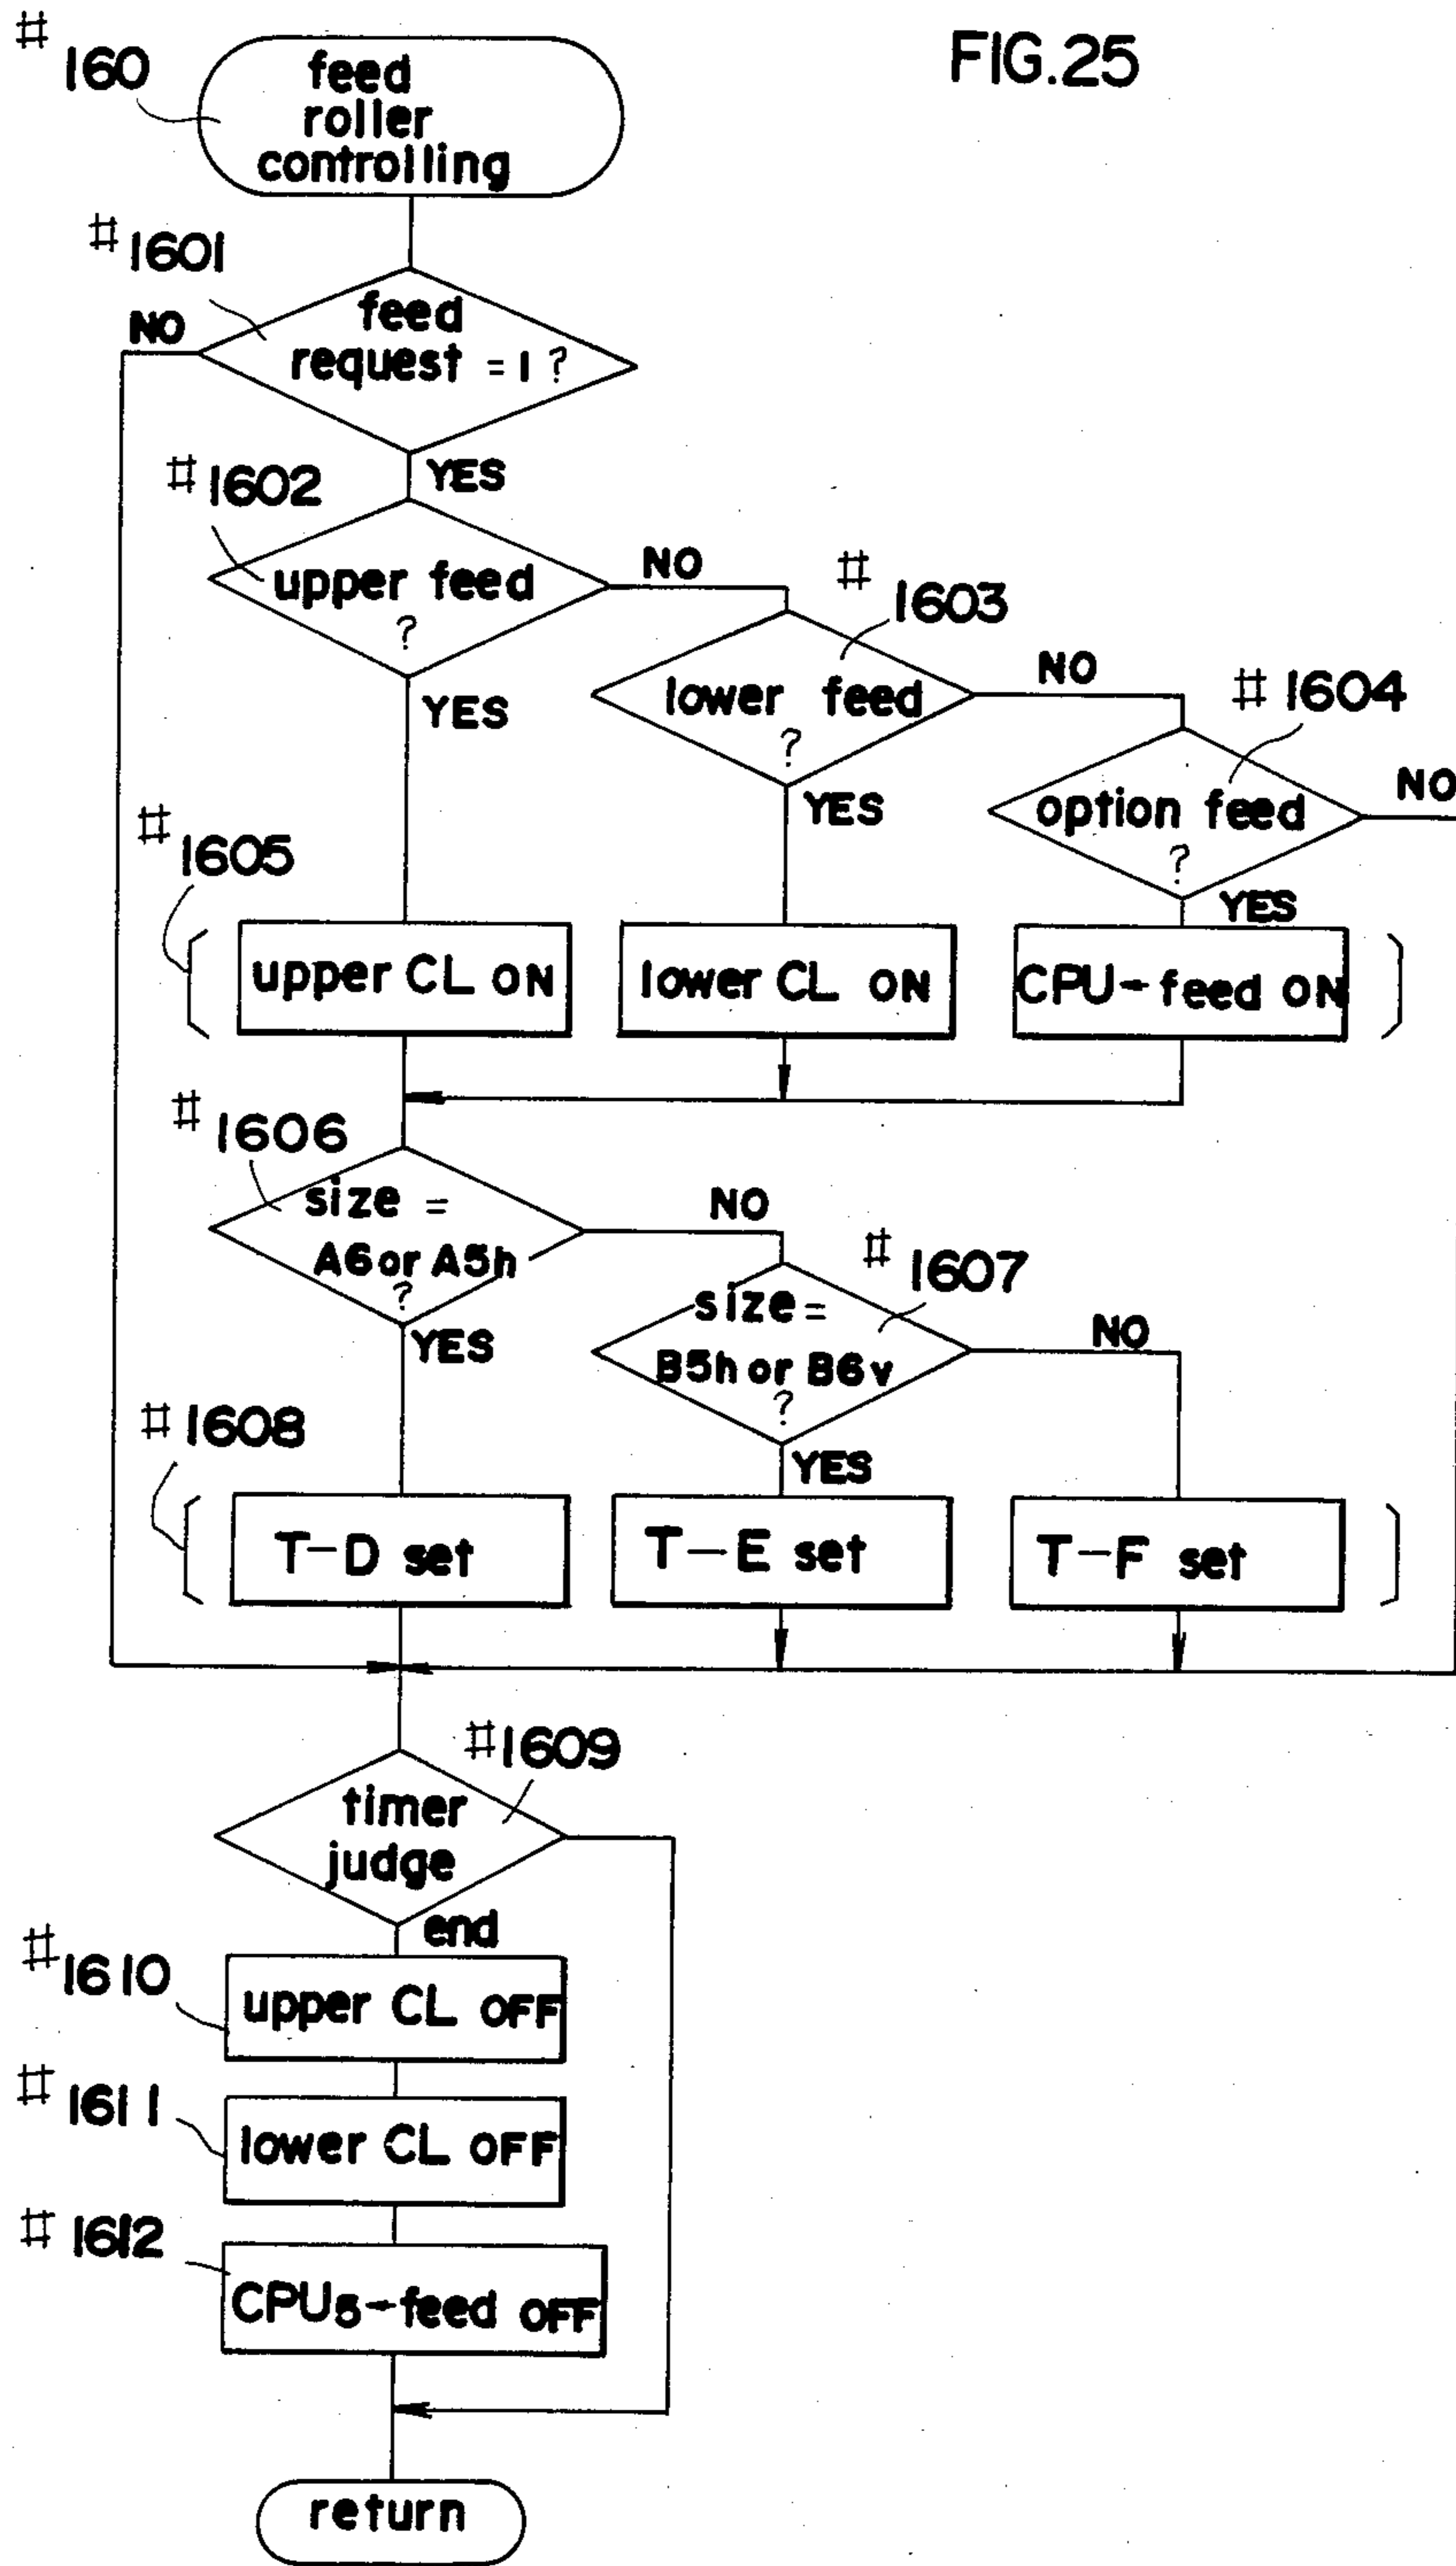 FIG.25
# 160
feed
roller
controlling
# 1601
feed
request = 1 ?
NO
YES
# 1602
upper feed
?
NO
YES
# 1603
lower feed
?
NO
YES
# 1604
option feed
?
NO
YES
# 1605
upper CL ON
lower CL ON
CPU-feed ON
# 1606
size =
A6 or A5h
?
NO
YES
# 1607
size =
B5h or B6v
?
NO
YES
# 1608
T-D set
T-E set
T-F set
# 1609
timer
judge
end
# 1610
upper CL OFF
# 1611
lower CL OFF
# 1612
CPU5-feed OFF
return